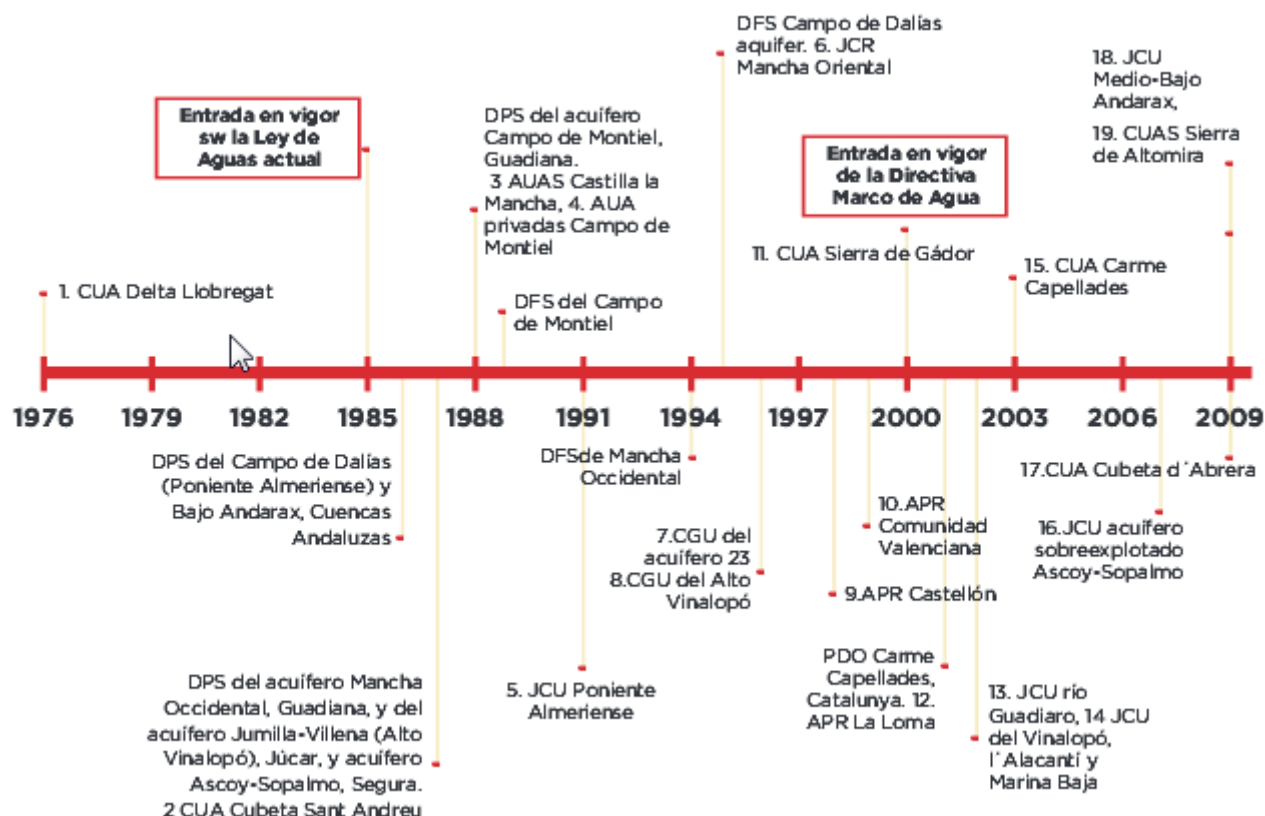 DFS Campo de Dalías
aquifer. 6. JCR
Mancha Oriental
18. JCU
Medio-Bajo
Andarax,
19. CUAS Sierra
de Altomira
Entrada en vigor
sw la Ley de
Aguas actual
DPS del acuífero
Campo de Montiel,
Guadiana.
3 AUAS Castilla la
Mancha, 4. AUA
privadas Campo de
Montiel
Entrada en vigor
de la Directiva
Marco de Agua
11. CUA Sierra de Gádor
15. CUA Carme
Capellades
1. CUA Delta Llobregat
DFS del Campo
de Montiel
1976 1979 1982 1985 1988 1991 1994 1997 2000 2003 2006 2009
DPS del Campo de Dalías
(Poniente Almeriense) y
Bajo Andarax, Cuencas
Andaluzas
DFSde Mancha
Occidental
17.CUA Cubeta d´Abrera
10.APR
Comunidad
Valenciana
16.JCU acuífero
sobreexplotado
Ascoy-Sopalmo
7.CGU del
acuífero 23
8.CGU del Alto
Vinalopó
9.APR Castellón
DPS del acuífero Mancha
Occidental, Guadiana, y del
acuífero Jumilla-Villena (Alto
Vinalopó), Júcar, y acuífero
Ascoy-Sopalmo, Segura.
2 CUA Cubeta Sant Andreu
5. JCU Poniente
Almeriense
PDO Carme
Capellades,
Catalunya. 12.
APR La Loma
13. JCU río
Guadiaro, 14 JCU
del Vinalopó,
l´Alacantí y
Marina Baja